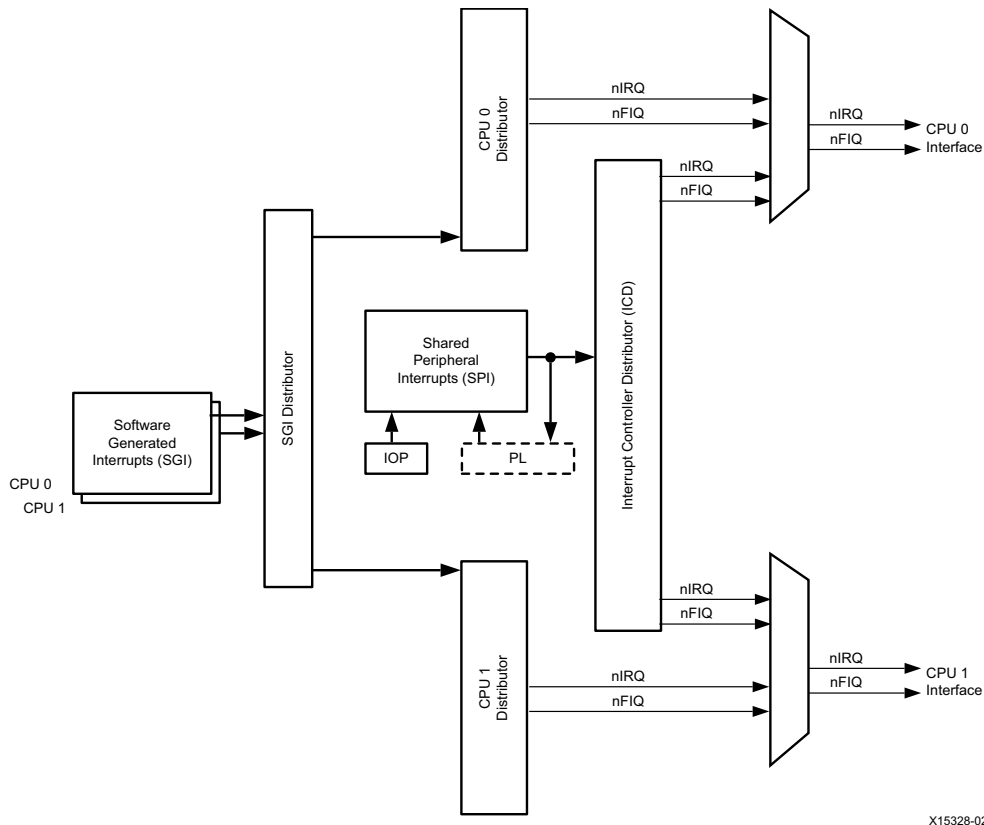 CPU 0
Distributor
nIRQ
nFIQ
nIRQ
nFIQ
nIRQ
nFIQ
CPU 0
Interface
SGI Distributor
Shared
Peripheral
Interrupts (SPI)
IOP
PL
Interrupt Controller Distributor (ICD)
Software
Generated
Interrupts (SGI)
CPU 0
CPU 1
CPU 1
Distributor
nIRQ
nFIQ
nIRQ
nFIQ
nIRQ
nFIQ
CPU 1
Interface